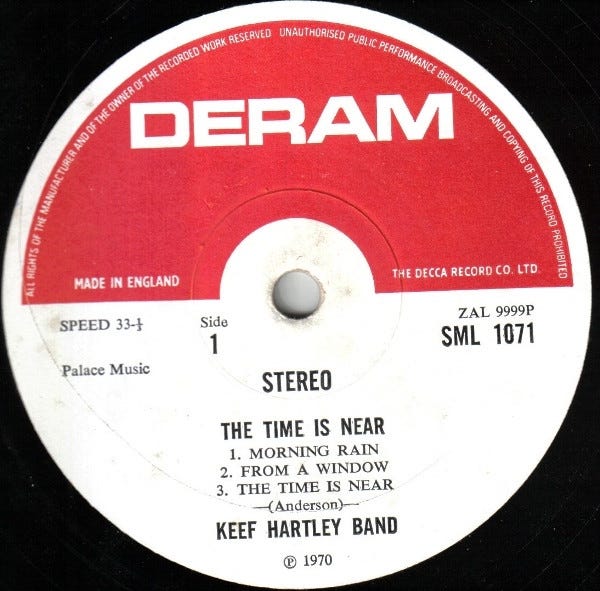 ALL RIGHTS OF THE MANUFACTURER AND OF THE OWNER OF THE RECORDED WORK RESERVED UNAUTHORISED PUBLIC PERFORMANCE BROADCASTING AND COPYING OF THIS RECORD PROHIBITED
DERAM
MADE IN ENGLAND
THE DECCA RECORD CO. LTD.
SPEED 33-⅓
Side
1
ZAL 9999P
SML 1071
Palace Music
STEREO
THE TIME IS NEAR
1. MORNING RAIN
2. FROM A WINDOW
3. THE TIME IS NEAR
—(Anderson)—
KEEF HARTLEY BAND
℗ 1970